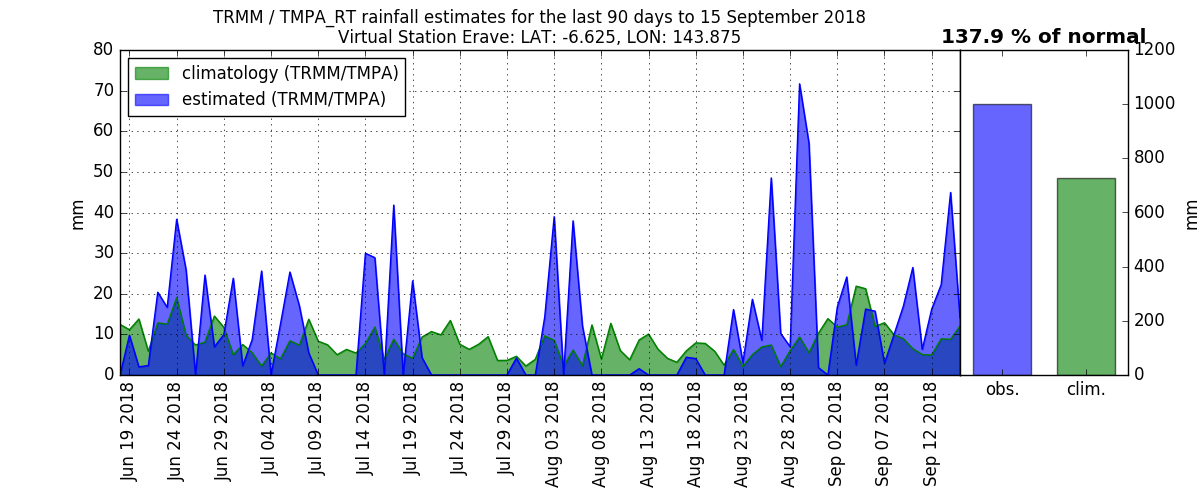 TRMM / TMPA_RT rainfall estimates for the last 90 days to 15 September 2018
Virtual Station Erave: LAT: -6.625, LON: 143.875
137.9 % of normal
climatology (TRMM/TMPA)
estimated (TRMM/TMPA)
80
70
60
50
40
30
20
10
0
mm
Jun 19 2018
Jun 24 2018
Jun 29 2018
Jul 04 2018
Jul 09 2018
Jul 14 2018
Jul 19 2018
Jul 24 2018
Jul 29 2018
Aug 03 2018
Aug 08 2018
Aug 13 2018
Aug 18 2018
Aug 23 2018
Aug 28 2018
Sep 02 2018
Sep 07 2018
Sep 12 2018
obs.
clim.
1200
1000
800
600
400
200
0
mm